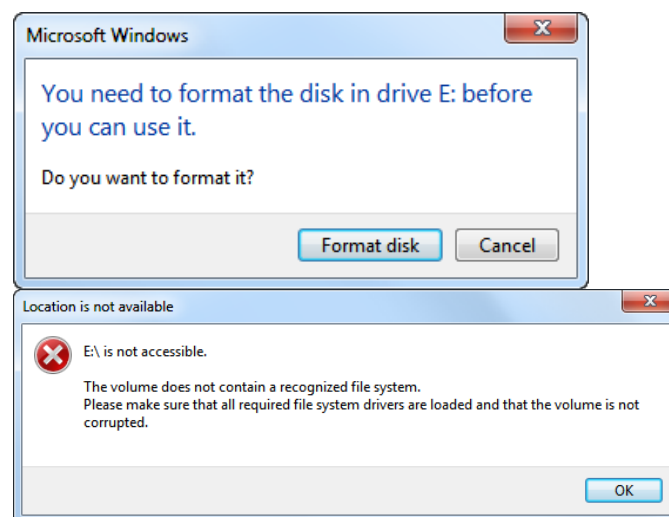 Microsoft Windows
You need to format the disk in drive E: before
you can use it.
Do you want to format it?
Format disk
Cancel
Location is not available
E:\ is not accessible.
The volume does not contain a recognized file system.
Please make sure that all required file system drivers are loaded and that the volume is not
corrupted.
OK